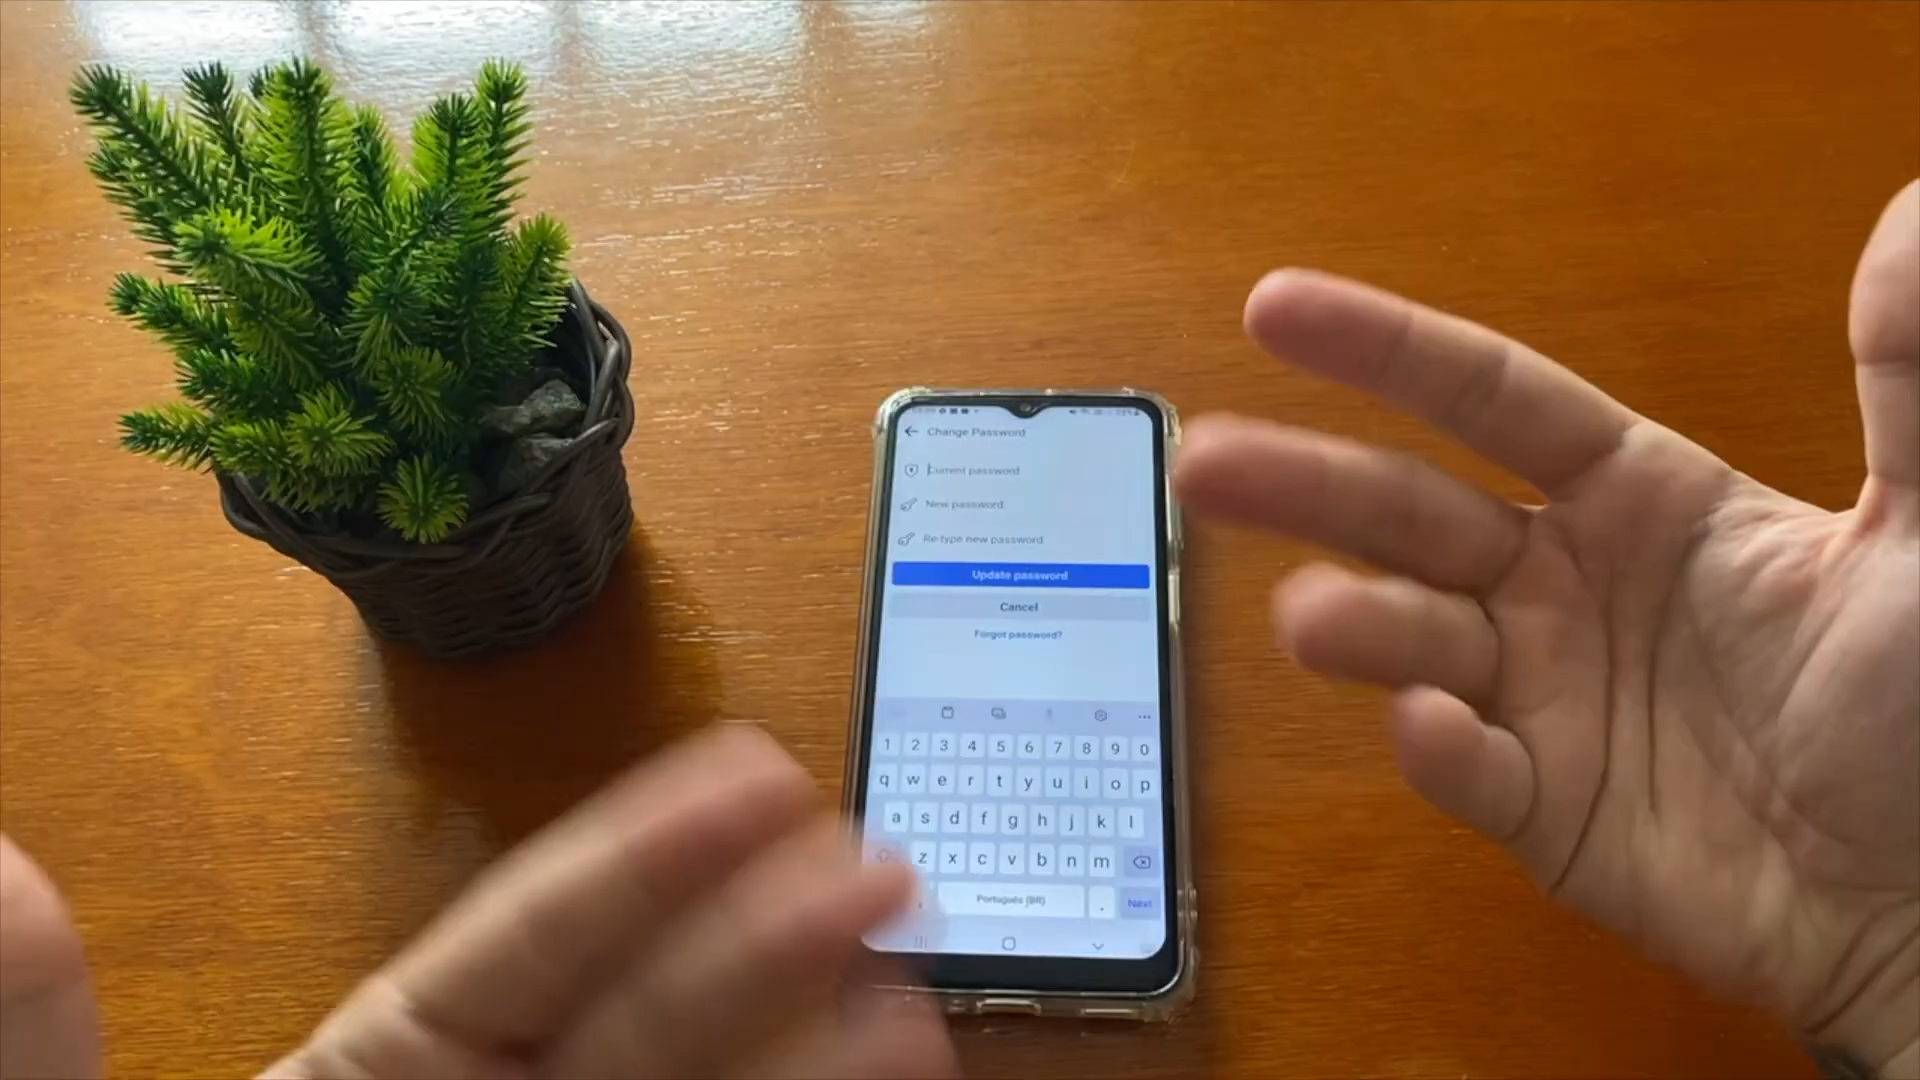 Change Password
Current password
New password
Re-type new password
Update password
Cancel
Forgot password?
1 2 3 4 5 6 7 8 9 0
q w e r t y u i o p
a s d f g h j k l
z x c v b n m
Português (BR) . Next